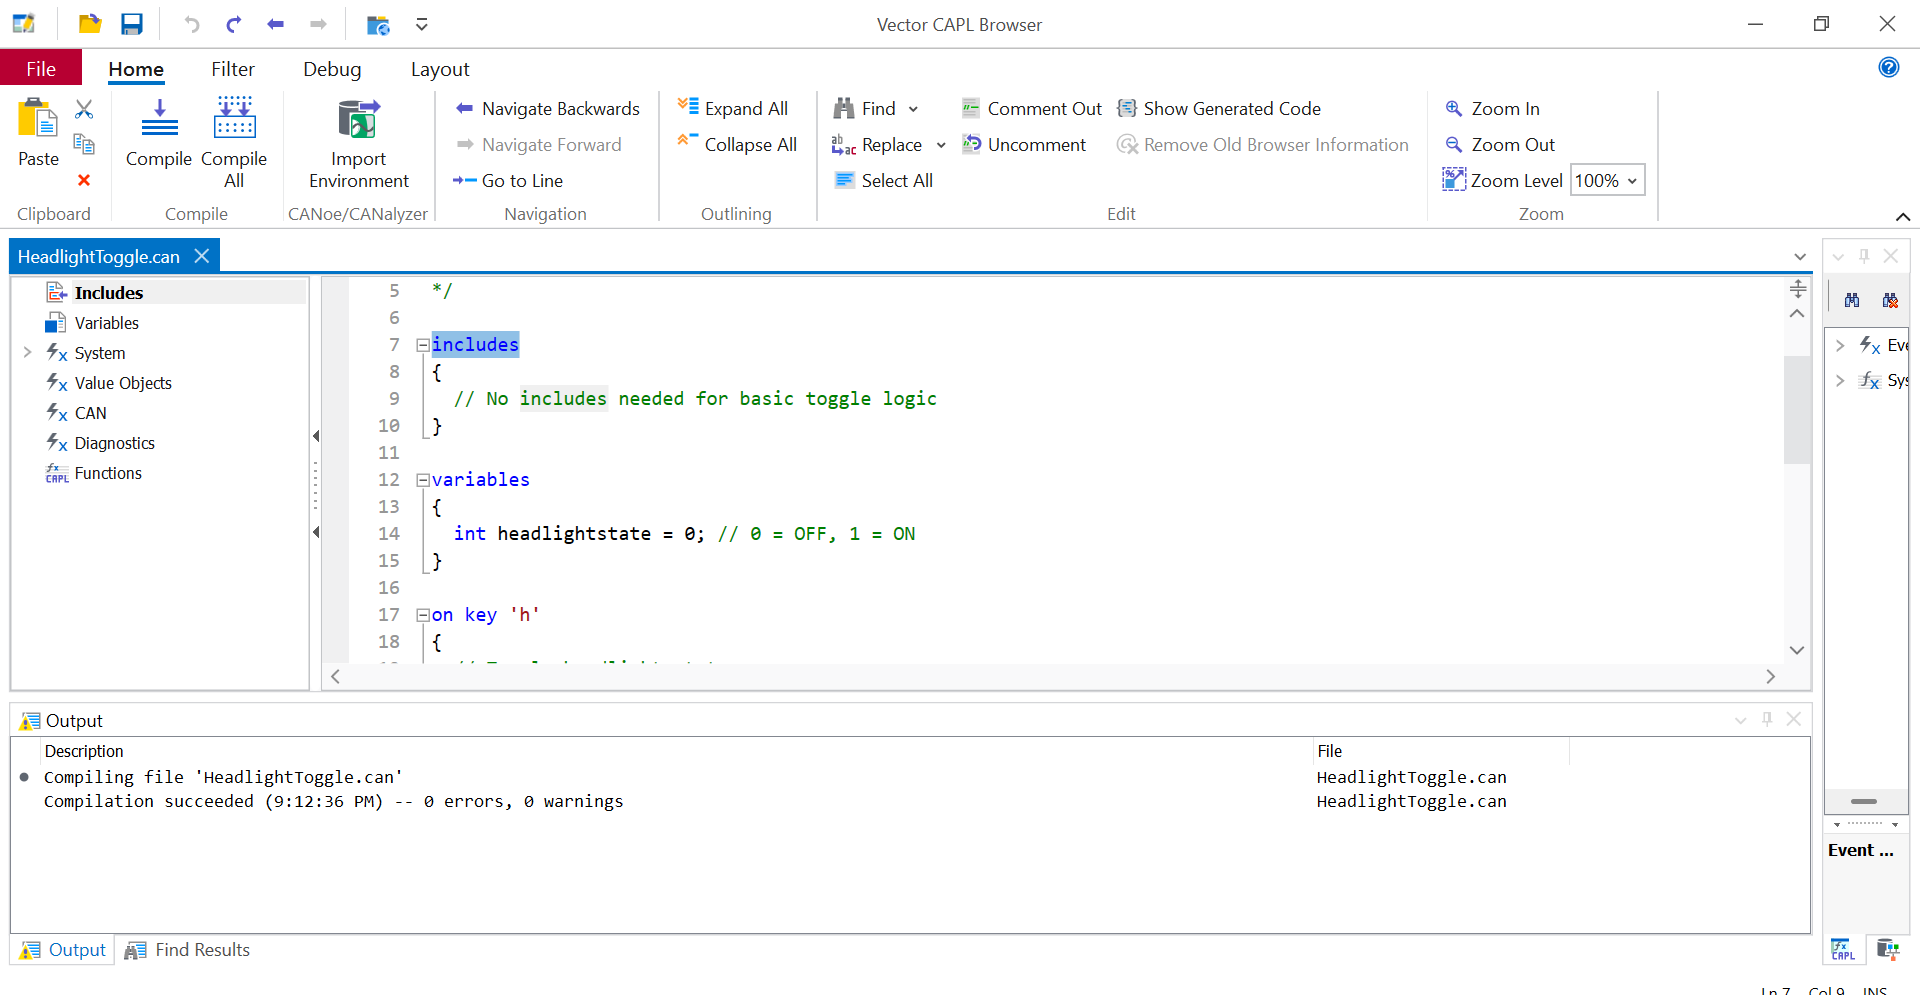 Vector CAPL Browser
File Home Filter Debug Layout
Paste
Clipboard
Compile
Compile All
Compile
Import Environment
CANoe/CANalyzer
Navigate Backwards
Navigate Forward
Go to Line
Navigation
Expand All
Collapse All
Outlining
Find
Replace
Select All
Comment Out
Uncomment
Show Generated Code
Remove Old Browser Information
Edit
Zoom In
Zoom Out
Zoom Level 100%
Zoom
HeadlightToggle.can
Includes
Variables
System
Value Objects
CAN
Diagnostics
Functions
5 */
6
7 includes
8 {
9 // No includes needed for basic toggle logic
10 }
11
12 variables
13 {
14 int headlightstate = 0; // 0 = OFF, 1 = ON
15 }
16
17 on key 'h'
18 {
Output
Description File
Compiling file 'HeadlightToggle.can' HeadlightToggle.can
Compilation succeeded (9:12:36 PM) -- 0 errors, 0 warnings HeadlightToggle.can
Output Find Results
Eve
Sys
Event ...
Ln 7 Col 9 INS